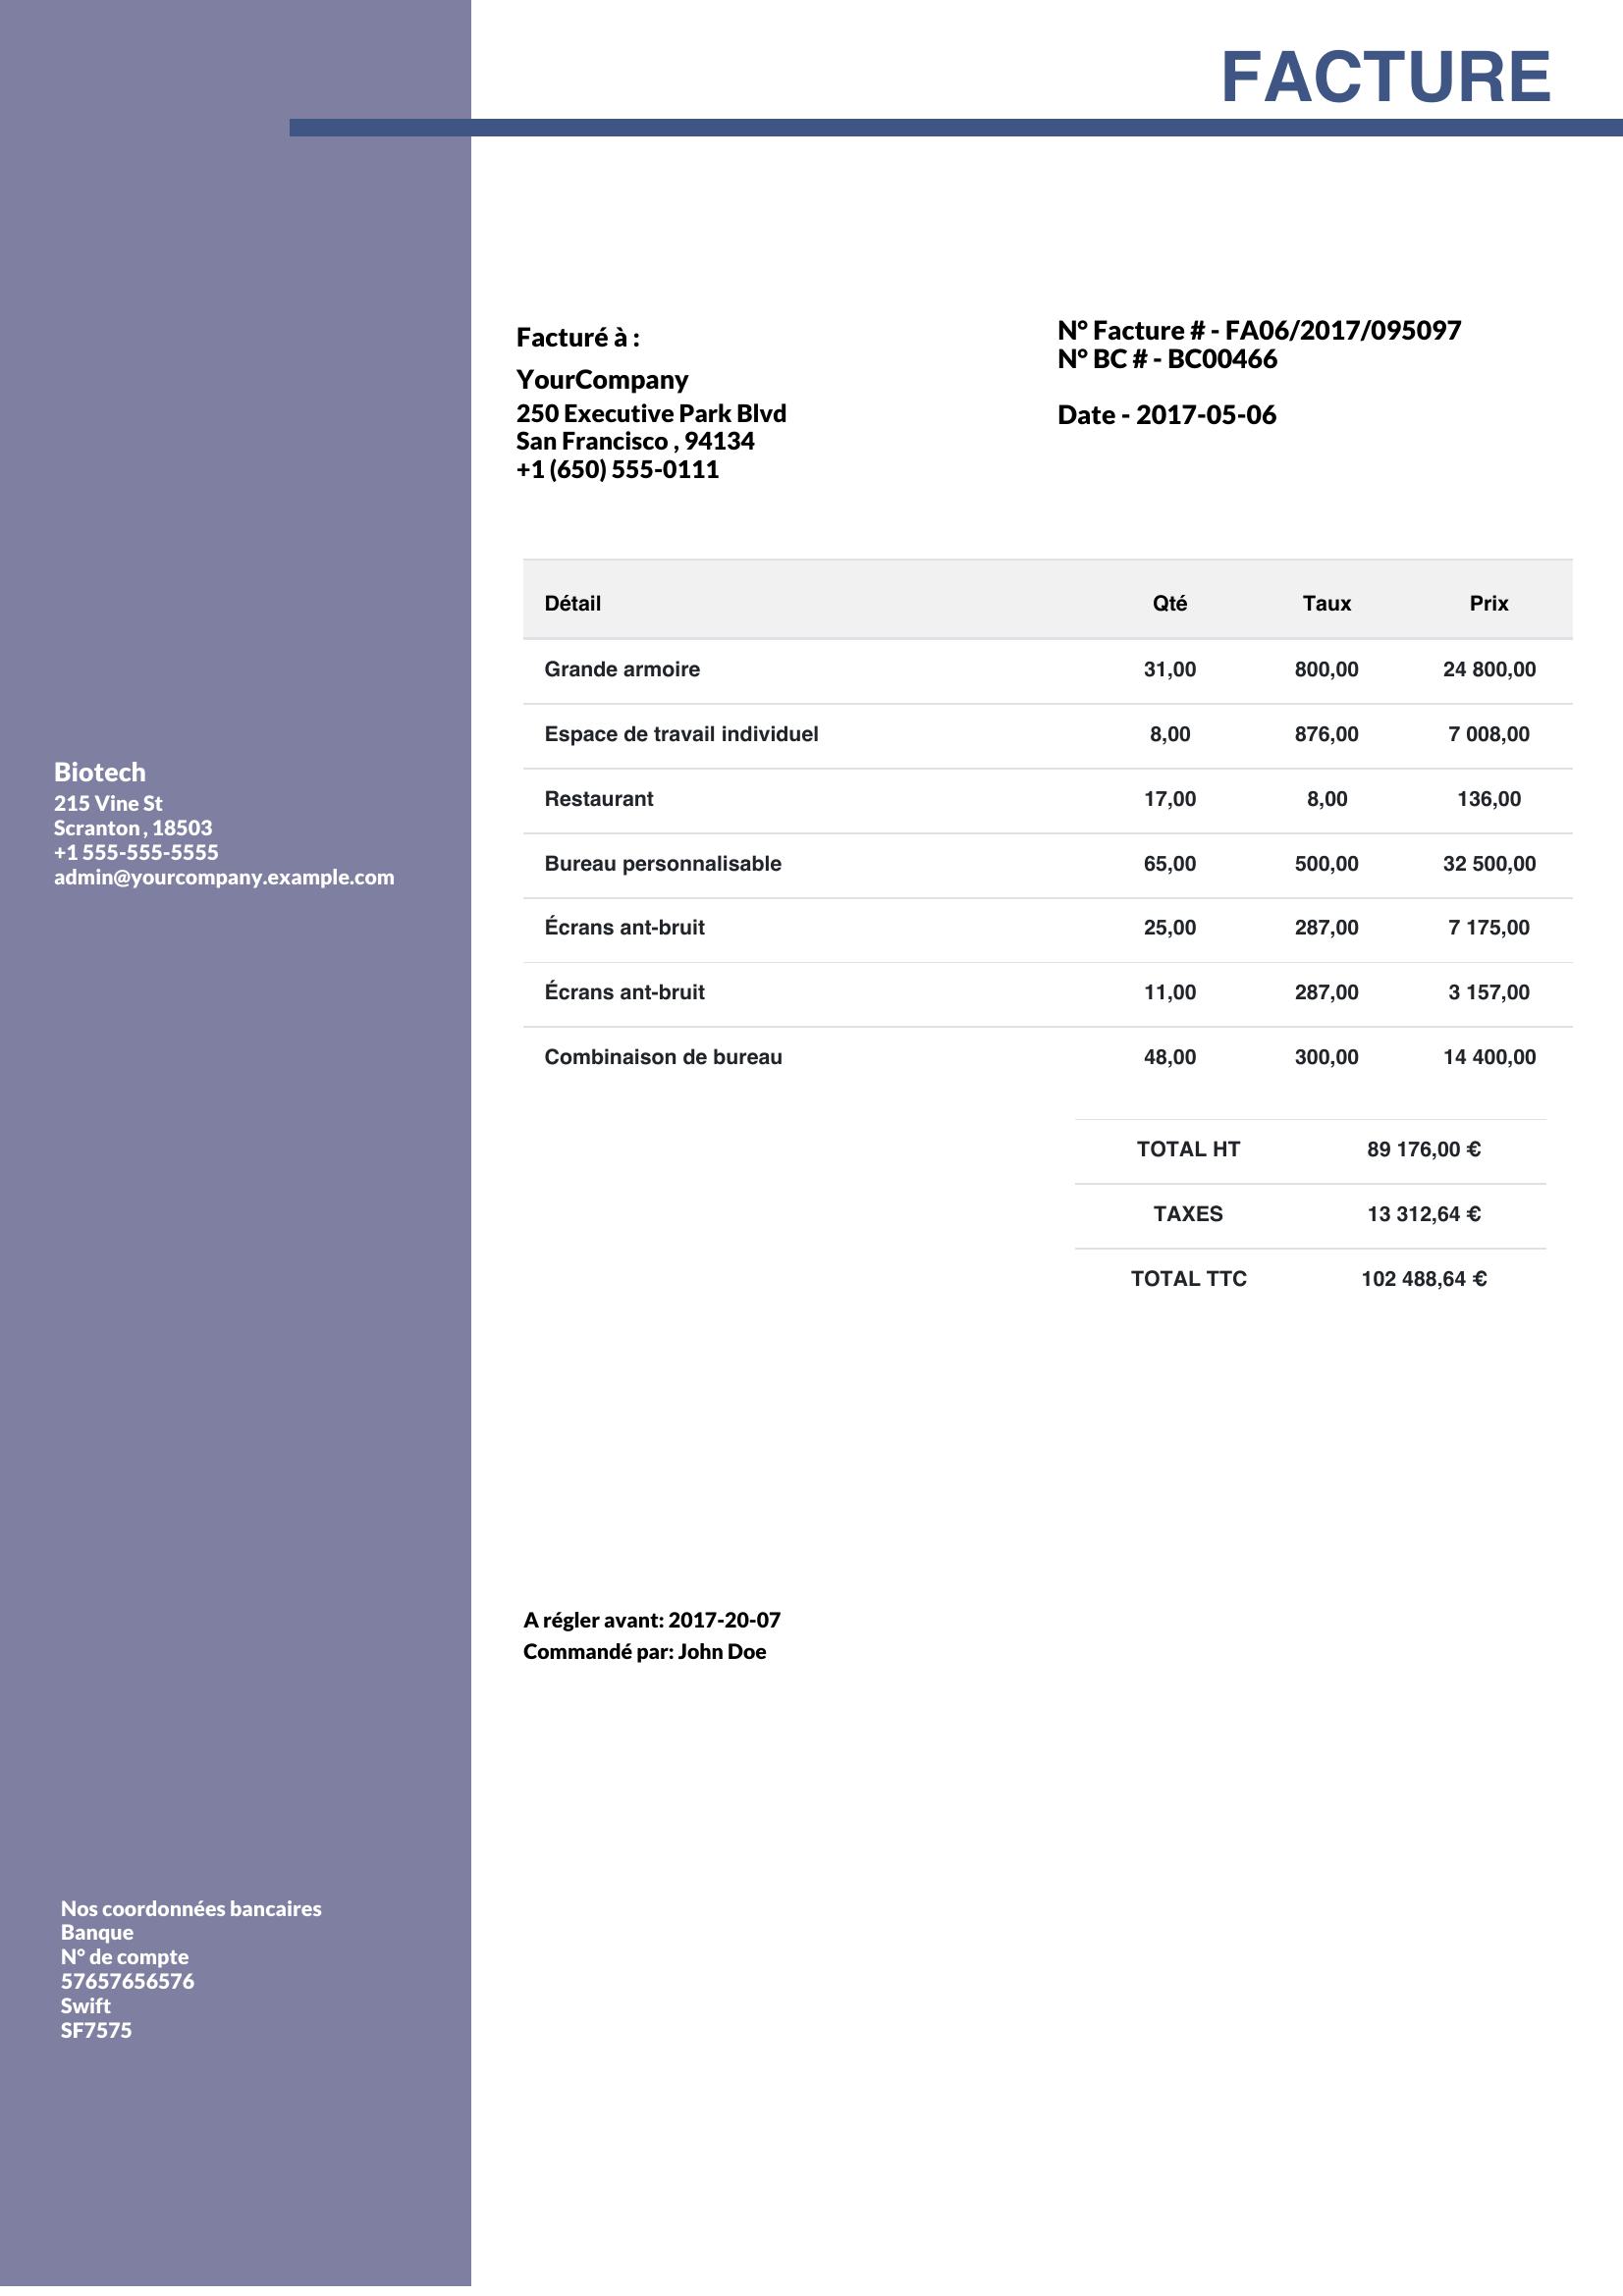 FACTURE
Facturé à :
YourCompany
250 Executive Park Blvd
San Francisco , 94134
+1 (650) 555-0111
N° Facture # - FA06/2017/095097
N° BC # - BC00466
Date - 2017-05-06
Biotech
215 Vine St
Scranton , 18503
+1 555-555-5555
admin@yourcompany.example.com
Détail Qté Taux Prix
Grande armoire 31,00 800,00 24 800,00
Espace de travail individuel 8,00 876,00 7 008,00
Restaurant 17,00 8,00 136,00
Bureau personnalisable 65,00 500,00 32 500,00
Écrans ant-bruit 25,00 287,00 7 175,00
Écrans ant-bruit 11,00 287,00 3 157,00
Combinaison de bureau 48,00 300,00 14 400,00
TOTAL HT 89 176,00 €
TAXES 13 312,64 €
TOTAL TTC 102 488,64 €
A régler avant: 2017-20-07
Commandé par: John Doe
Nos coordonnées bancaires
Banque
N° de compte
57657656576
Swift
SF7575